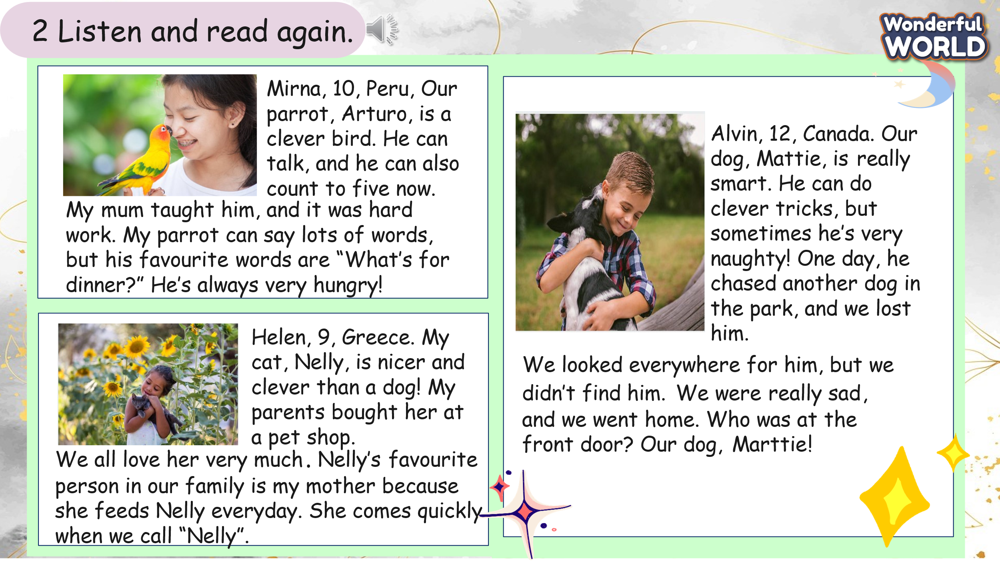 2 Listen and read again.
Wonderful
WORLD
Mirna, 10, Peru, Our
parrot, Arturo, is a
clever bird. He can
talk, and he can also
count to five now.
My mum taught him, and it was hard
work. My parrot can say lots of words,
but his favourite words are “What’s for
dinner?” He’s always very hungry!
Helen, 9, Greece. My
cat, Nelly, is nicer and
clever than a dog! My
parents bought her at
a pet shop.
We all love her very much. Nelly’s favourite
person in our family is my mother because
she feeds Nelly everyday. She comes quickly
when we call “Nelly”.
Alvin, 12, Canada. Our
dog, Mattie, is really
smart. He can do
clever tricks, but
sometimes he’s very
naughty! One day, he
chased another dog in
the park, and we lost
him.
We looked everywhere for him, but we
didn’t find him. We were really sad,
and we went home. Who was at the
front door? Our dog, Marttie!